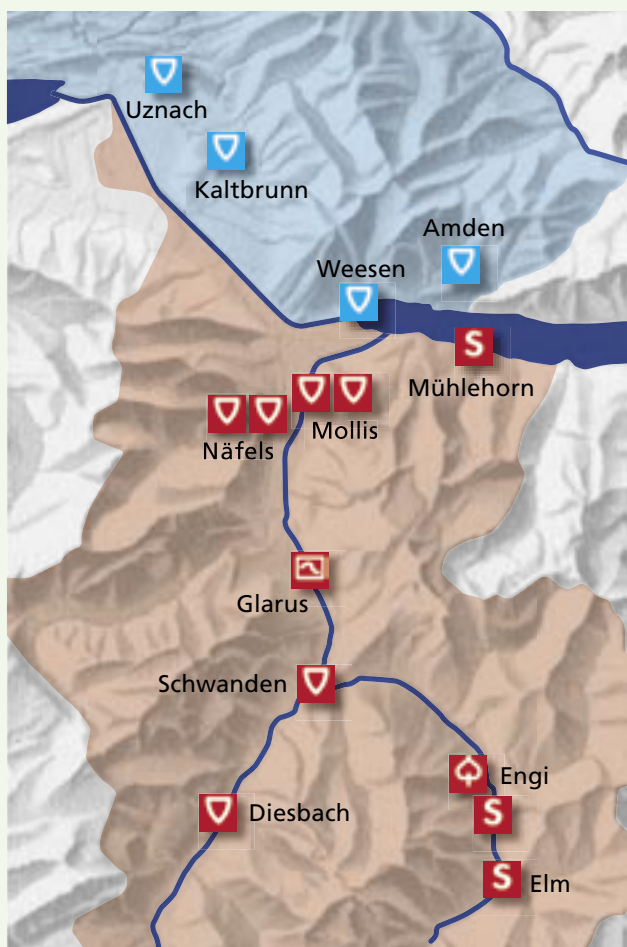 Uznach
Kaltbrunn
Amden
Weesen
S
Mühlehorn
Näfels
Mollis
Glarus
Schwanden
Engi
Diesbach
S
S
Elm